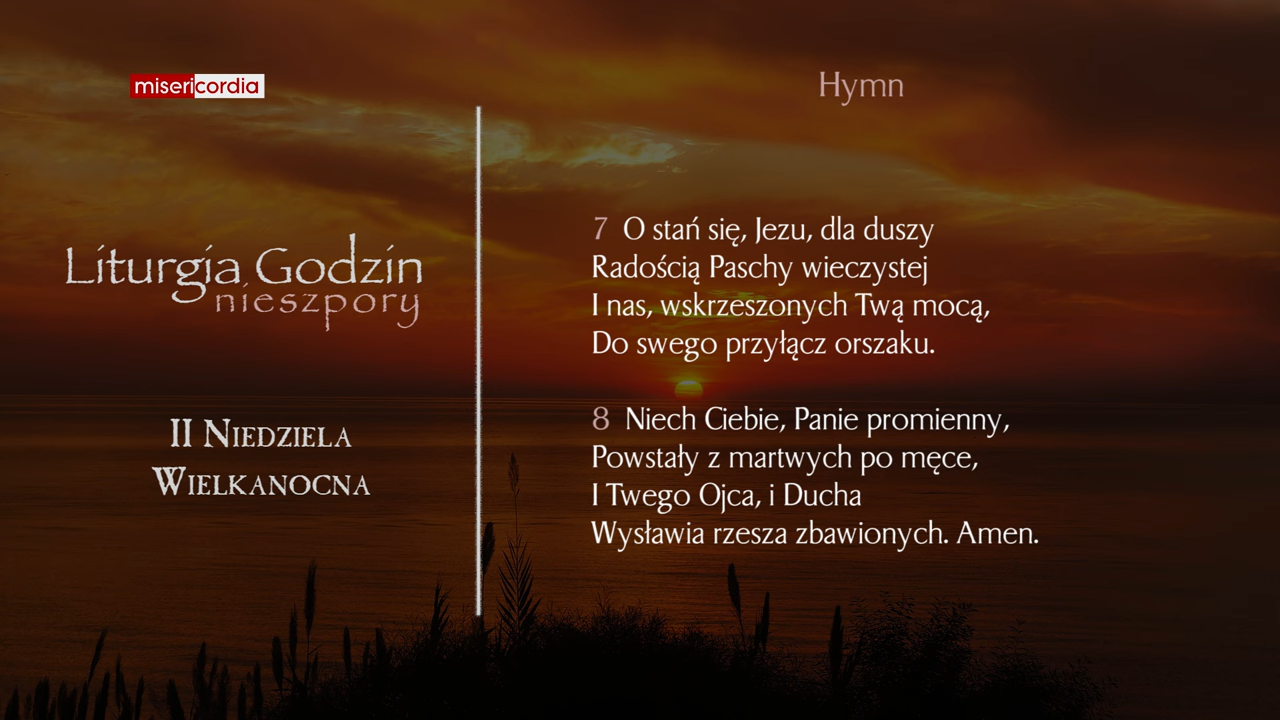 misericordia
Liturgia Godzin
nieszpory
II Niedziela
Wielkanocna
Hymn
7 O stań się, Jezu, dla duszy
Radością Paschy wieczystej
I nas, wskrzeszonych Twą mocą,
Do swego przyłącz orszaku.
8 Niech Ciebie, Panie promienny,
Powstały z martwych po męce,
I Twego Ojca, i Ducha
Wysławia rzesza zbawionych. Amen.